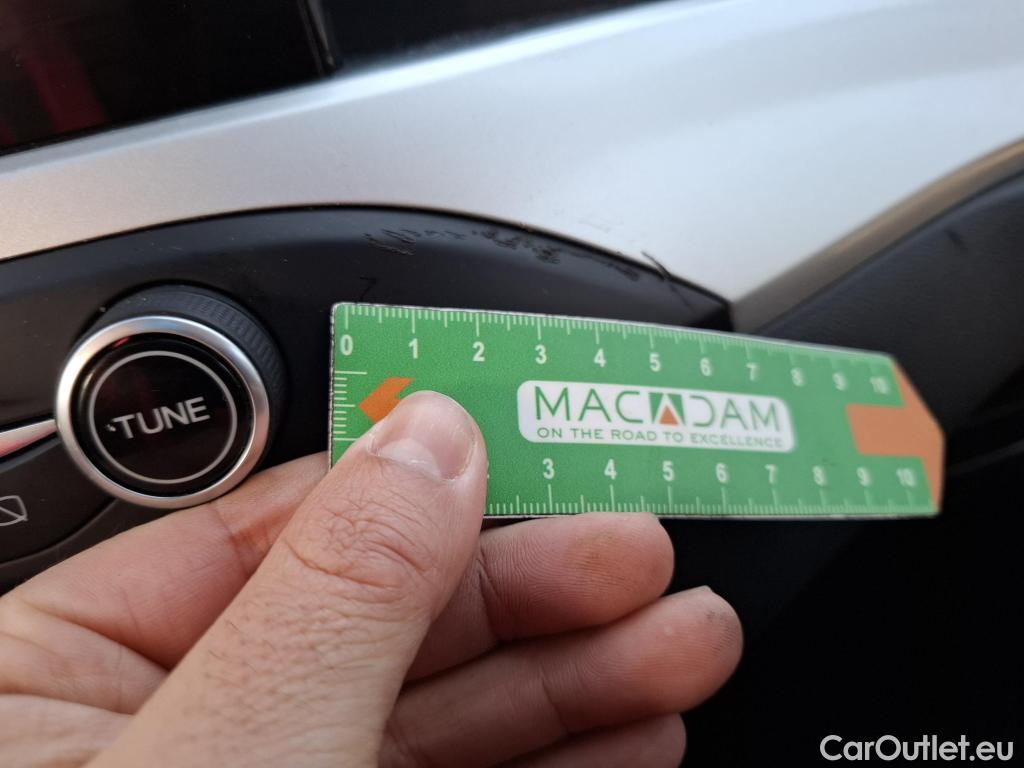 TUNE
0 1 2 3 4 5 6 7 8 9 10
MACADAM
ON THE ROAD TO EXCELLENCE
3 4 5 6 7 8 9 10
CarOutlet.eu